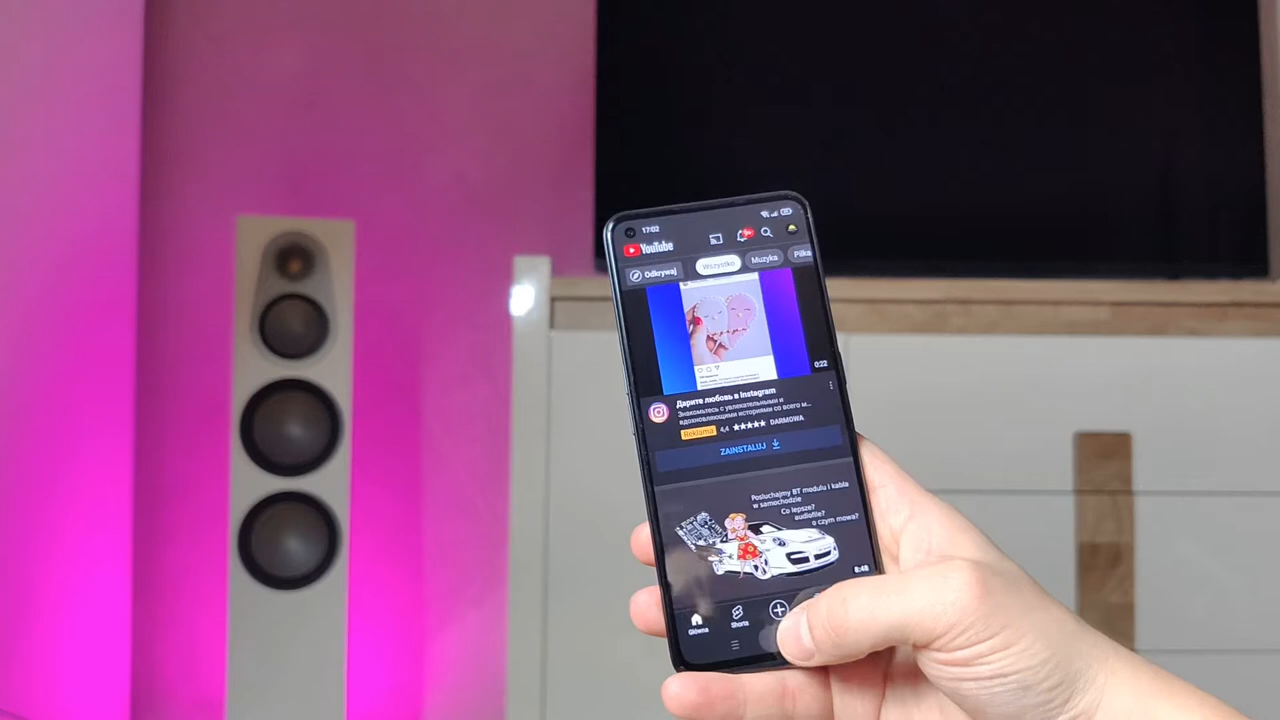 17:02
YouTube
9+
Odkrywaj
Wszystko
Muzyka
Piłka
0:22
Дарите любовь в Instagram
Знакомьтесь с увлекательными и
вдохновляющими историями со всего м...
Reklama 4,4 ★★★★★ DARMOWA
ZAINSTALUJ
Posłuchajmy BT modułu i kabla
w samochodzie
Co lepsze?
audiofile?
o czym mowa?
8:48
Główna
Shorts